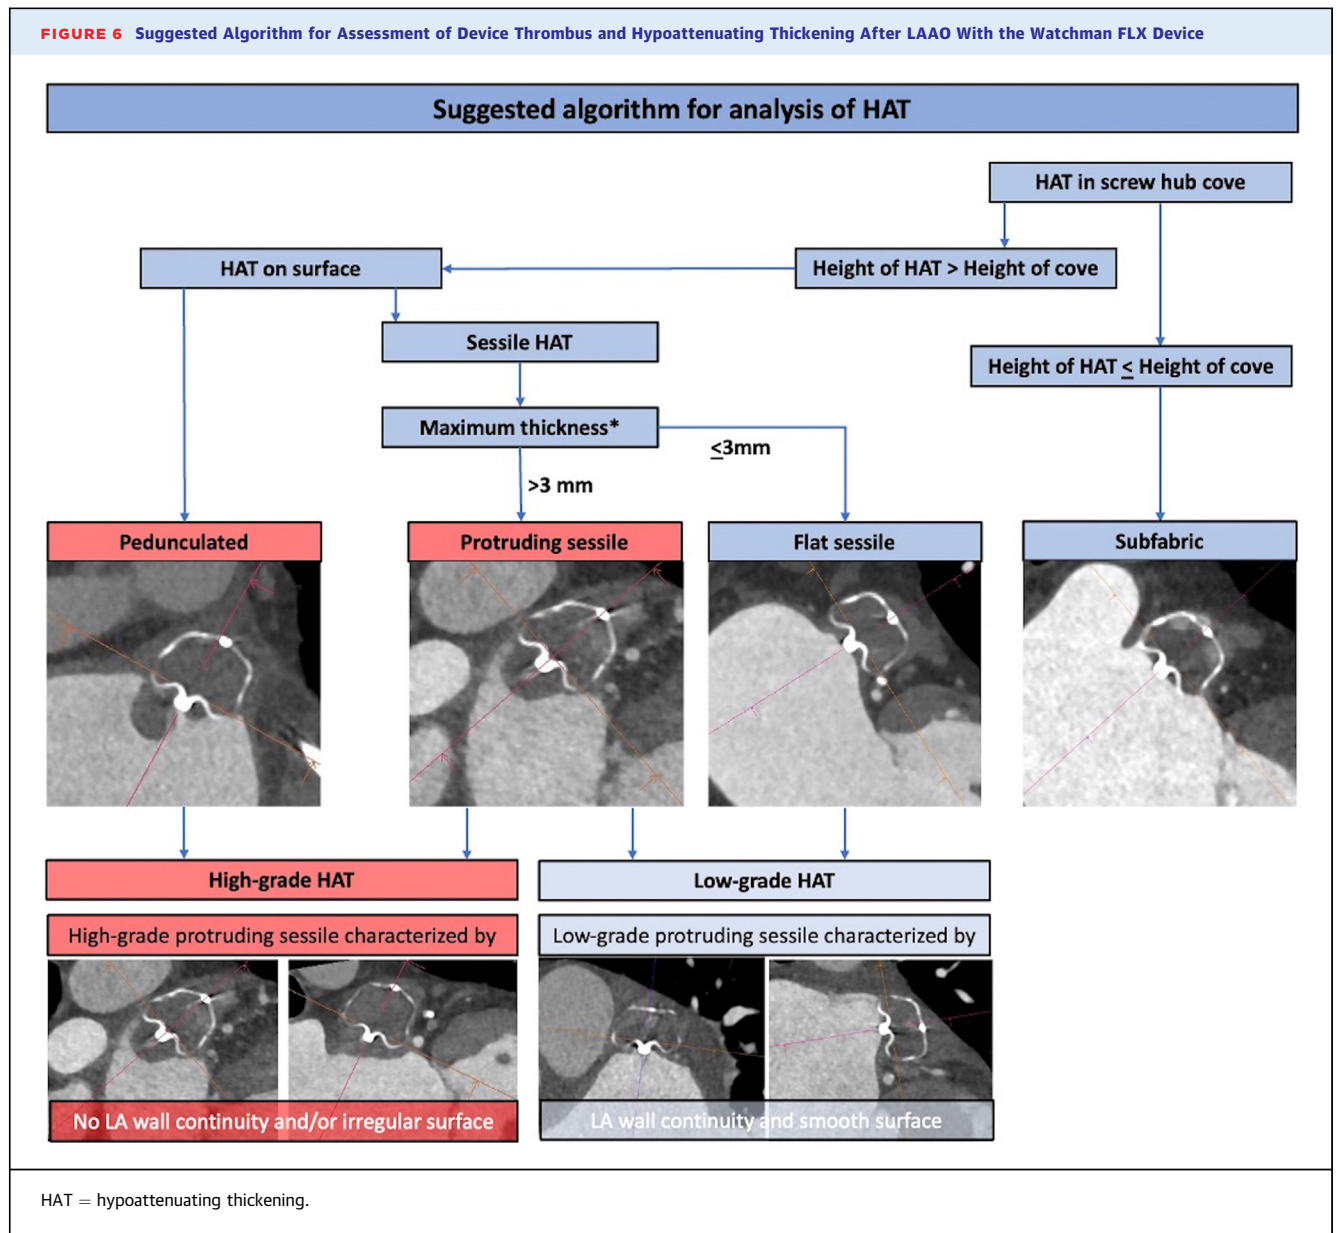 FIGURE 6 Suggested Algorithm for Assessment of Device Thrombus and Hypoattenuating Thickening After LAAO With the Watchman FLX Device
Suggested algorithm for analysis of HAT
HAT in screw hub cove
HAT on surface
Height of HAT > Height of cove
Sessile HAT
Height of HAT ≤ Height of cove
Maximum thickness*
≤3mm
>3 mm
Pedunculated
Protruding sessile
Flat sessile
Subfabric
High-grade HAT
Low-grade HAT
High-grade protruding sessile characterized by
Low-grade protruding sessile characterized by
No LA wall continuity and/or irregular surface
LA wall continuity and smooth surface
HAT = hypoattenuating thickening.